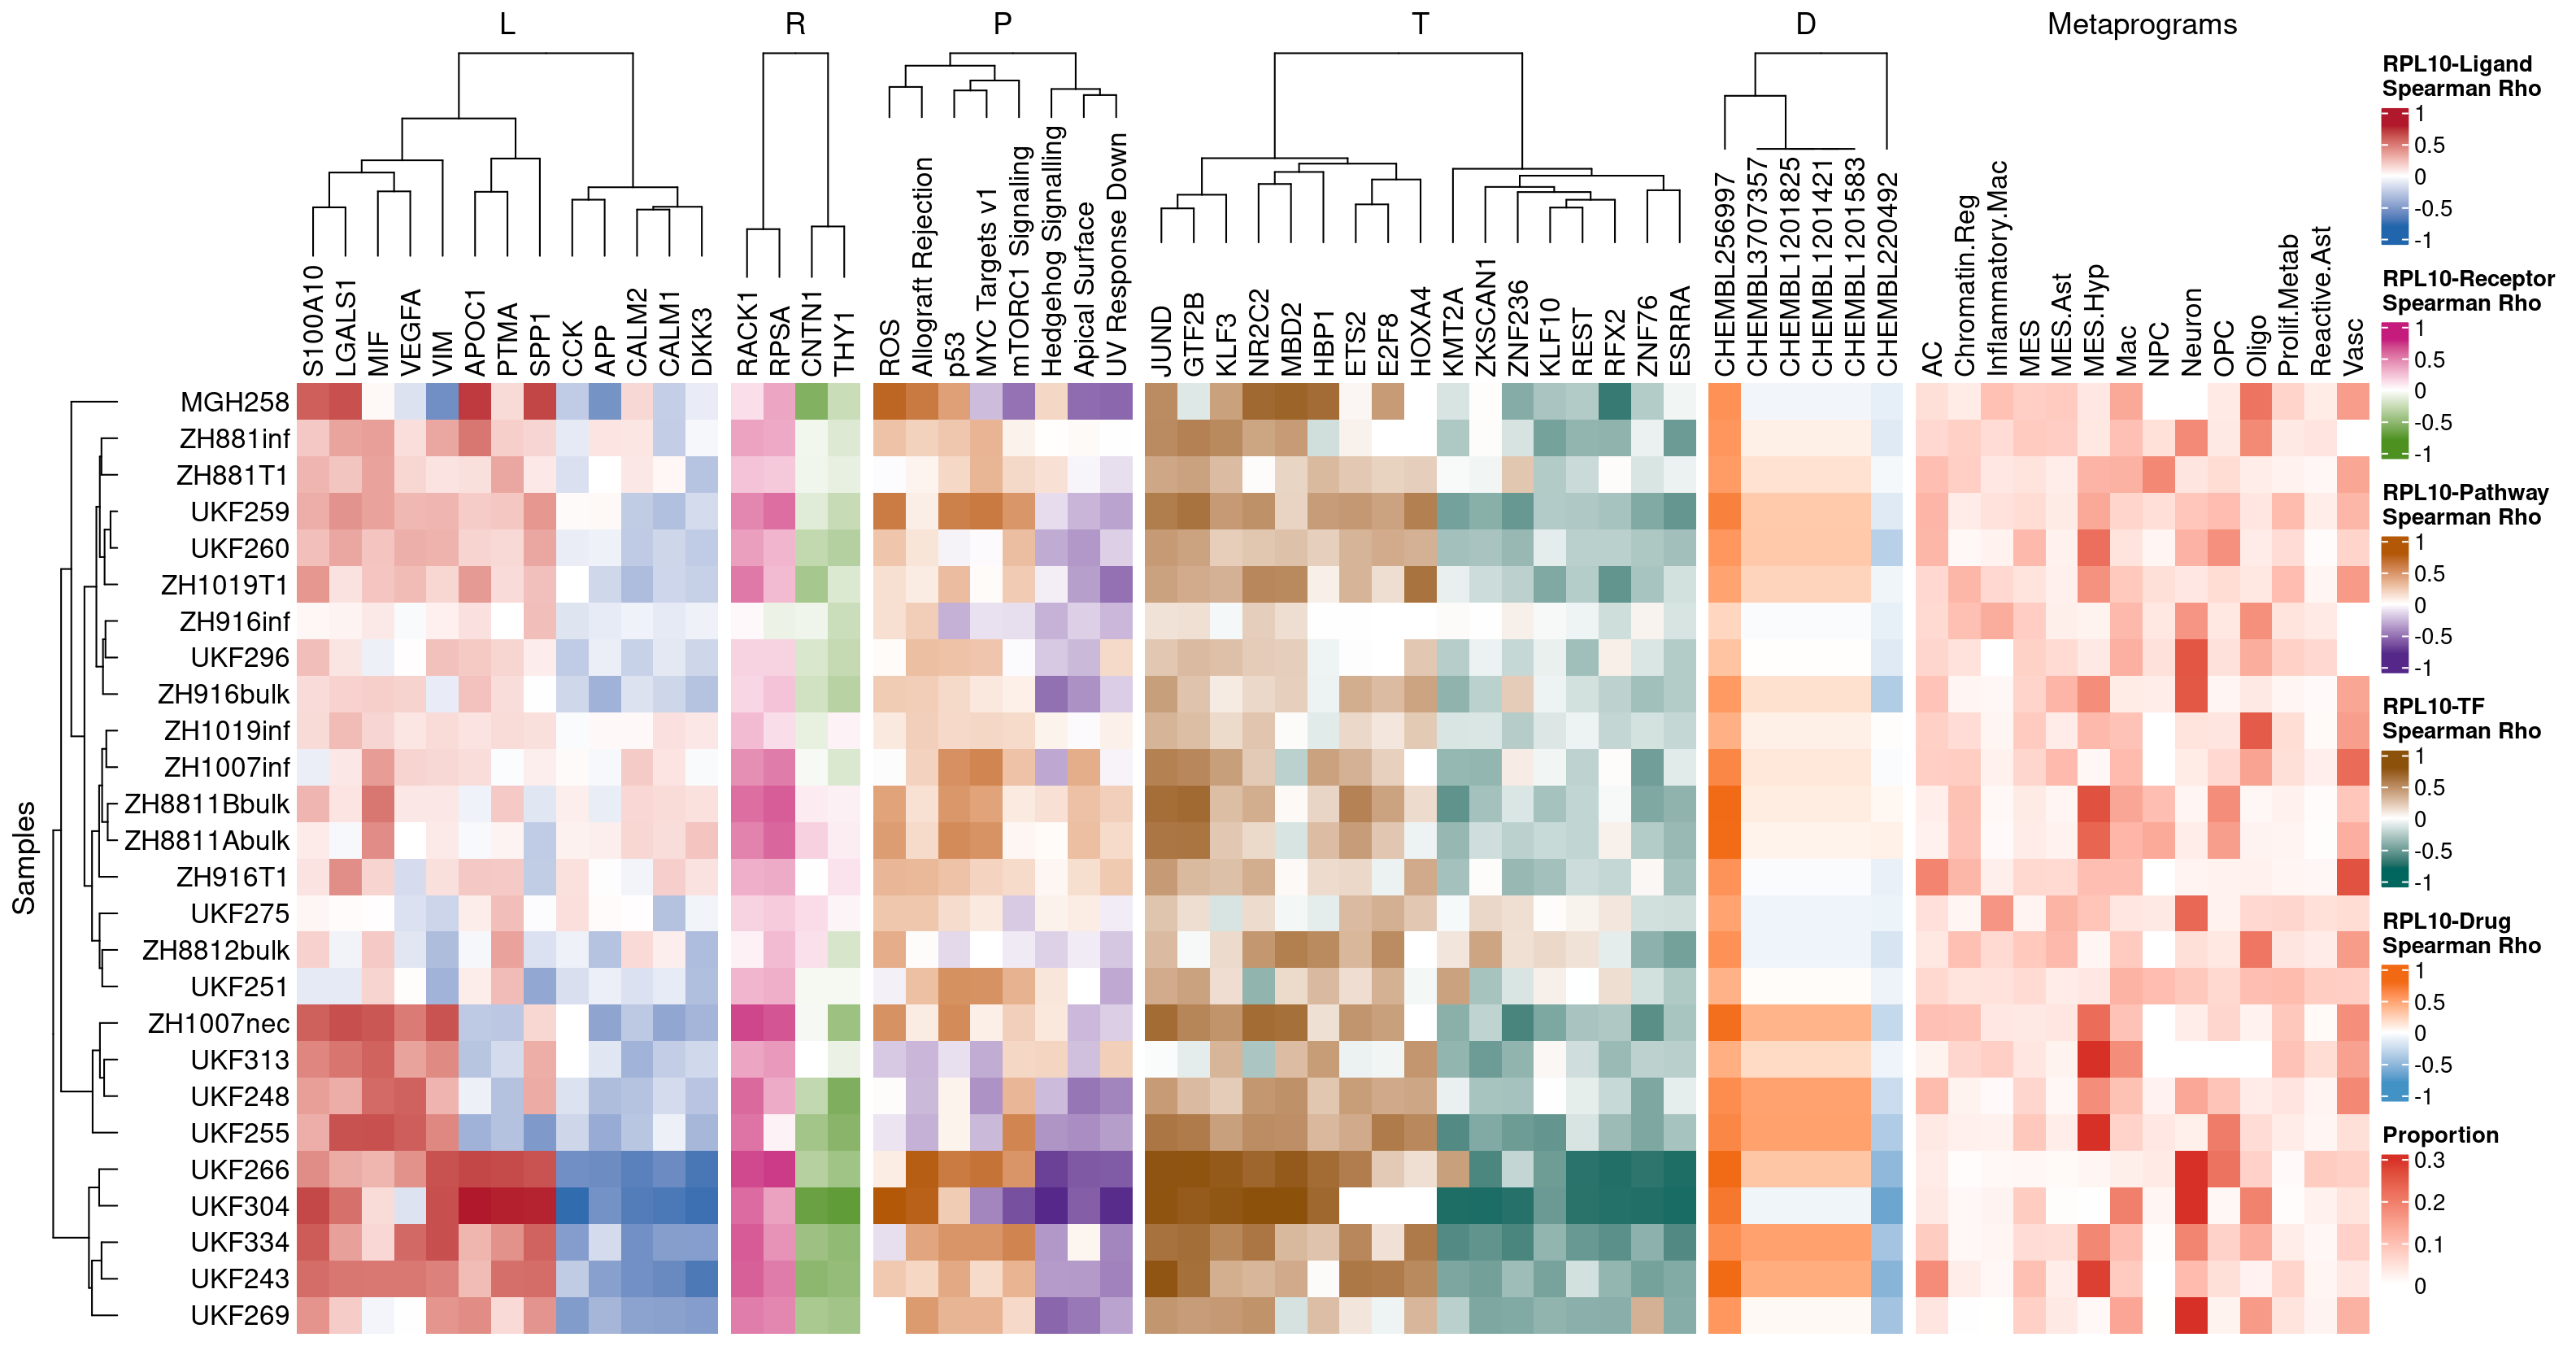 L R P T D Metaprograms
S100A10
LGALS1
MIF
VEGFA
VIM
APOC1
PTMA
SPP1
CCK
APP
CALM2
CALM1
DKK3
RACK1
RPSA
CNTN1
THY1
ROS
Allograft Rejection
p53
MYC Targets v1
mTORC1 Signaling
Hedgehog Signalling
Apical Surface
UV Response Down
JUND
GTF2B
KLF3
NR2C2
MBD2
HBP1
ETS2
E2F8
HOXA4
KMT2A
ZKSCAN1
ZNF236
KLF10
REST
RFX2
ZNF76
ESRRA
CHEMBL2556997
CHEMBL3707357
CHEMBL1201825
CHEMBL1201421
CHEMBL1201583
CHEMBL220492
AC
Chromatin.Reg
Inflammatory.Mac
MES
MES.Ast
MES.Hyp
Mac
NPC
Neuron
OPC
Oligo
Prolif.Metab
Reactive.Ast
Vasc
Samples
MGH258
ZH881inf
ZH881T1
UKF259
UKF260
ZH1019T1
ZH916inf
UKF296
ZH916bulk
ZH1019inf
ZH1007inf
ZH8811Bbulk
ZH8811Abulk
ZH916T1
UKF275
ZH8812bulk
UKF251
ZH1007nec
UKF313
UKF248
UKF255
UKF266
UKF304
UKF334
UKF243
UKF269
RPL10-Ligand
Spearman Rho
1
0.5
0
-0.5
-1
RPL10-Receptor
Spearman Rho
1
0.5
0
-0.5
-1
RPL10-Pathway
Spearman Rho
1
0.5
0
-0.5
-1
RPL10-TF
Spearman Rho
1
0.5
0
-0.5
-1
RPL10-Drug
Spearman Rho
1
0.5
0
-0.5
-1
Proportion
0.3
0.2
0.1
0